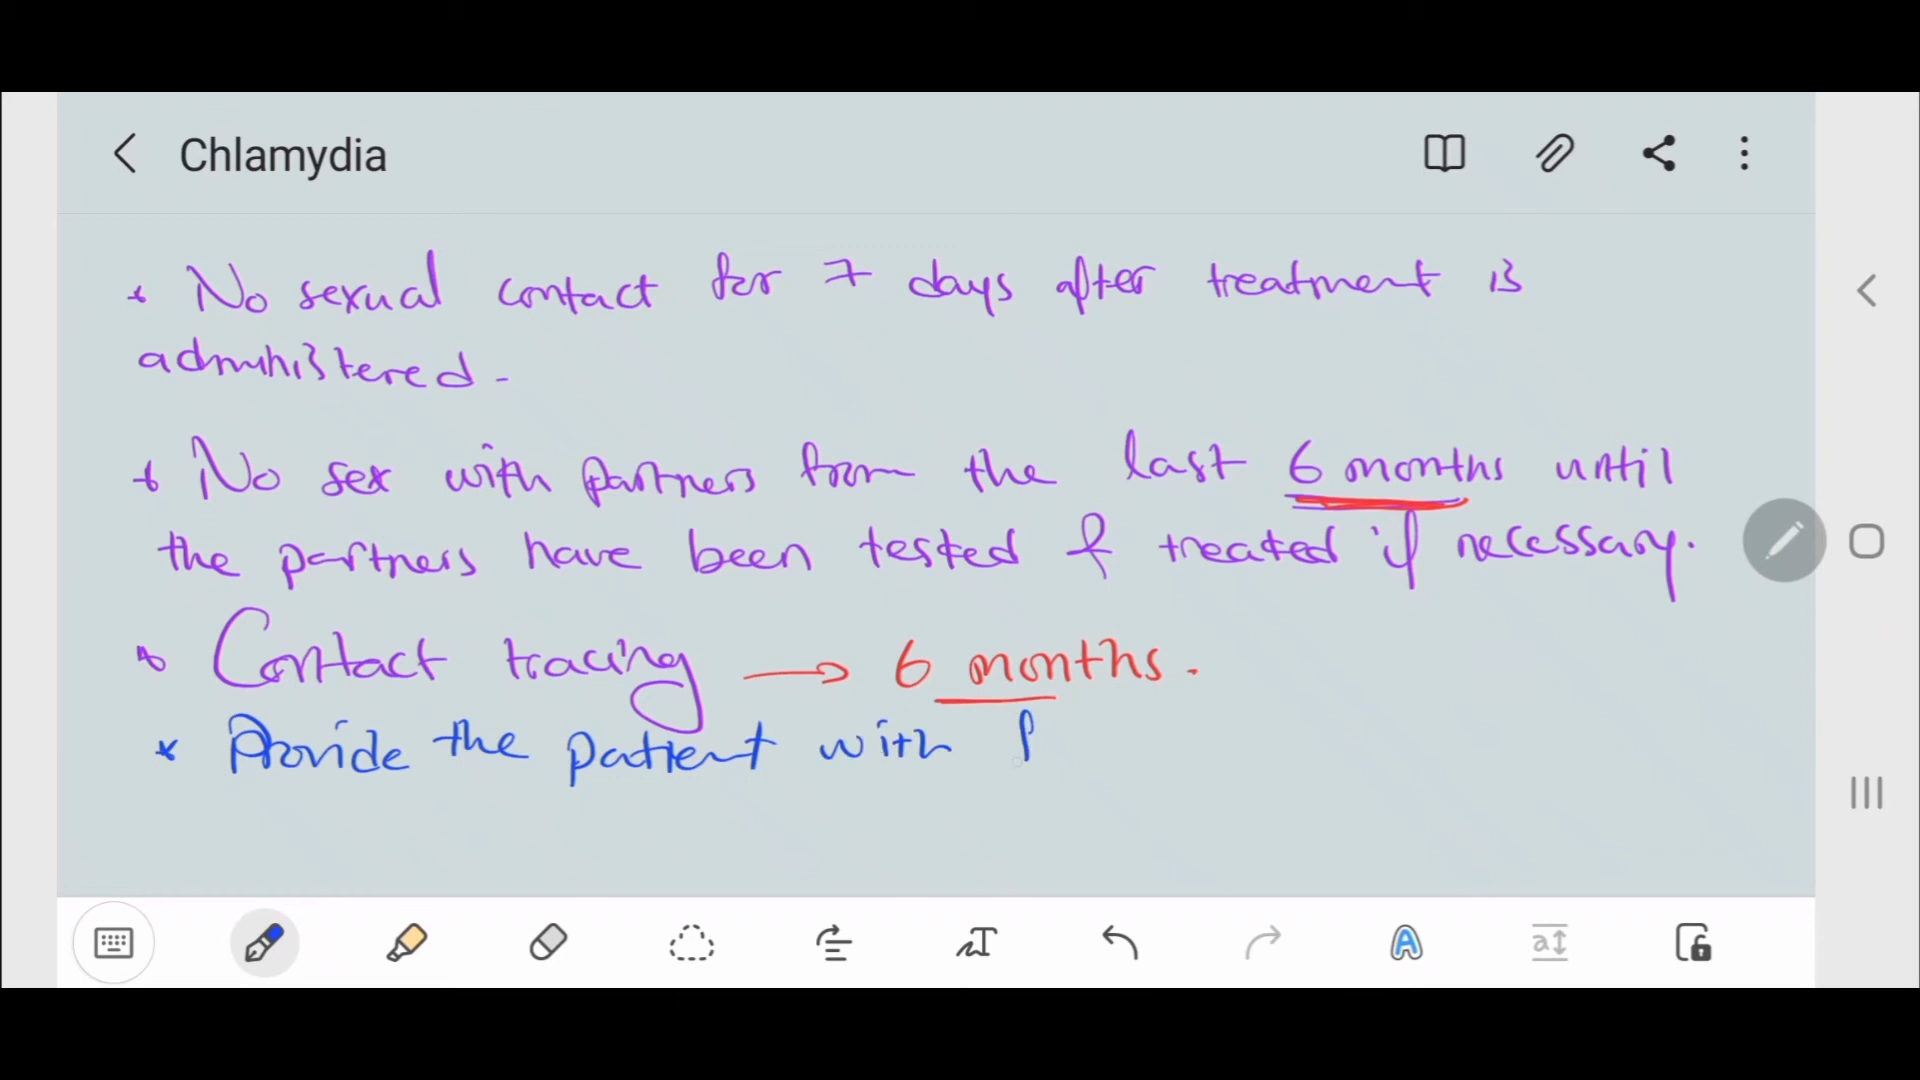 Chlamydia
* No sexual contact for 7 days after treatment is
administered.
* No sex with partners from the last 6 months until
the partners have been tested & treated if necessary.
* Contact tracing → 6 months.
* Provide the patient with